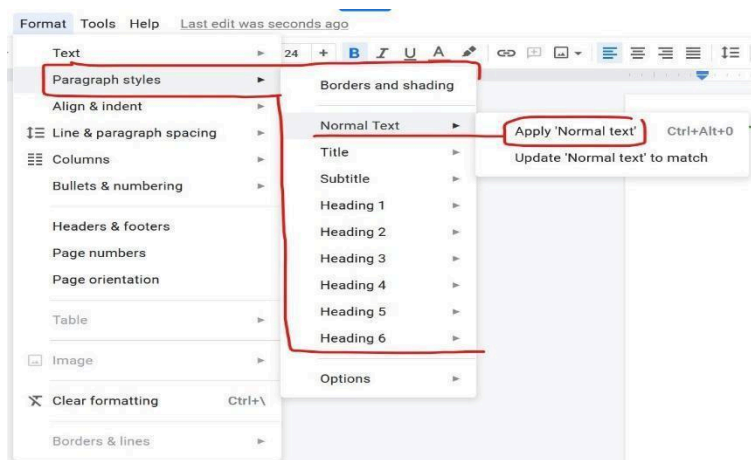 Format Tools Help Last edit was seconds ago
24 + B I U A
Text
Paragraph styles
Align & indent
Line & paragraph spacing
Columns
Bullets & numbering
Headers & footers
Page numbers
Page orientation
Table
Image
Clear formatting Ctrl+\
Borders & lines
Borders and shading
Normal Text
Title
Subtitle
Heading 1
Heading 2
Heading 3
Heading 4
Heading 5
Heading 6
Options
Apply 'Normal text' Ctrl+Alt+0
Update 'Normal text' to match